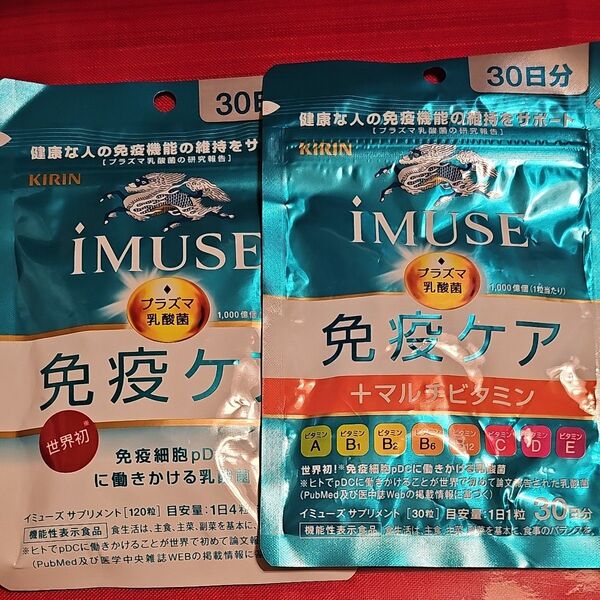 30日
健康な人の免疫機能の維持をサ
[プラズマ乳酸菌の研究報告]
KIRIN
iMUSE
プラズマ
乳酸菌
1,000億個
免疫ケア
世界初※
免疫細胞pD
に働きかける乳酸菌
イミューズ サプリメント [120粒] 目安量:1日4粒
機能性表示食品 食生活は、主食、主菜、副菜を基本に、
※ヒトでpDCに働きかけることが世界で初めて論文報
(PubMed及び医学中央雑誌WEBの掲載情報に基
30日分
健康な人の免疫機能の維持をサポート
[プラズマ乳酸菌の研究報告]
KIRIN
iMUSE
プラズマ
乳酸菌
1,000億個(1粒当たり)
免疫ケア
+マルチビタミン
ビタミン A ビタミン B1 ビタミン B2 ビタミン B6 ビタミン B12 ビタミン C ビタミン D ビタミン E
世界初!※免疫細胞pDCに働きかける乳酸菌
※ヒトでpDCに働きかけることが世界で初めて論文報告された乳酸菌
(PubMed及び医中誌Webの掲載情報に基づく)
イミューズ サプリメント [30粒] 目安量:1日1粒 30日分
機能性表示食品 食生活は、主食、主菜、副菜を基本に、食事のバランスを。